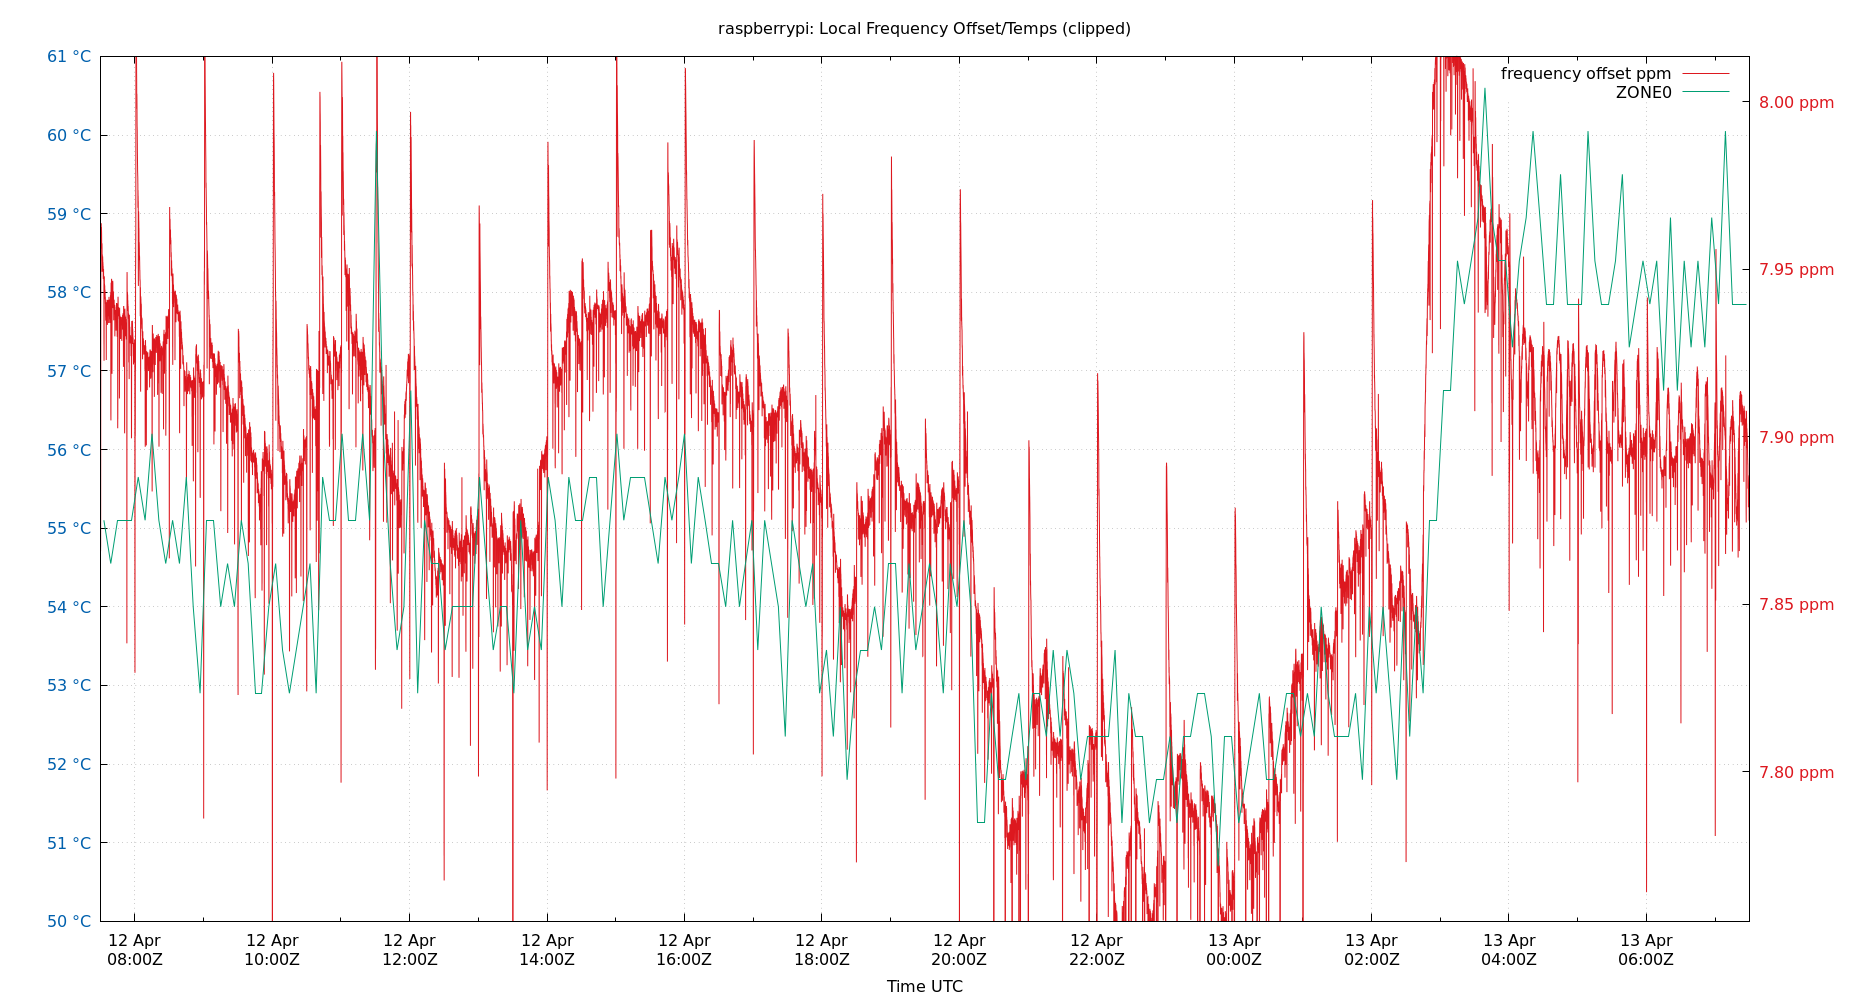 raspberrypi: Local Frequency Offset/Temps (clipped)
frequency offset ppm
ZONE0
61 °C
60 °C
59 °C
58 °C
57 °C
56 °C
55 °C
54 °C
53 °C
52 °C
51 °C
50 °C
8.00 ppm
7.95 ppm
7.90 ppm
7.85 ppm
7.80 ppm
12 Apr
08:00Z
12 Apr
10:00Z
12 Apr
12:00Z
12 Apr
14:00Z
12 Apr
16:00Z
12 Apr
18:00Z
12 Apr
20:00Z
12 Apr
22:00Z
13 Apr
00:00Z
13 Apr
02:00Z
13 Apr
04:00Z
13 Apr
06:00Z
Time UTC